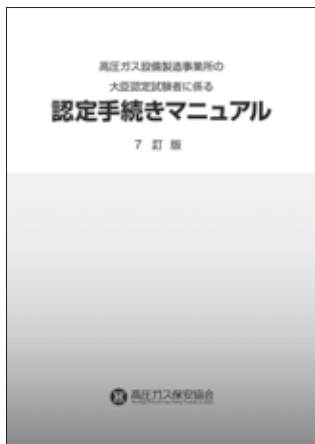 高圧ガス設備製造事業所の
大臣認定試験者に係る
認定手続きマニュアル
7 訂 版
高圧ガス保安協会